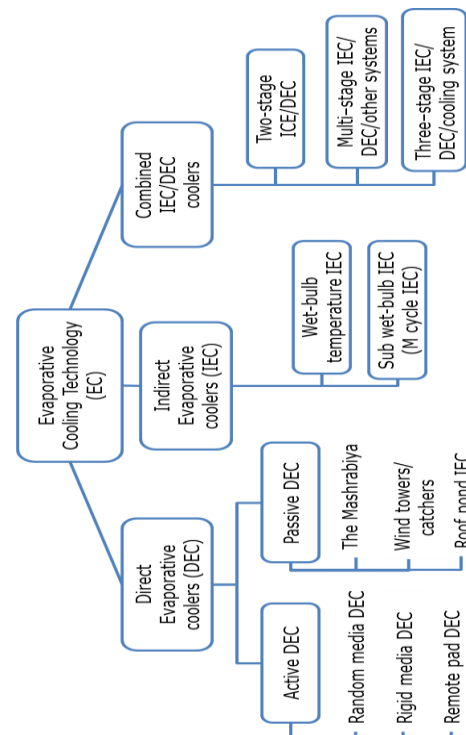 Evaporative
Cooling Technology
(EC)
Direct
Evaporative
coolers (DEC)
Indirect
Evaporative
coolers (IEC)
Combined
IEC/DEC
coolers
Active DEC
Random media DEC
Rigid media DEC
Remote pad DEC
Passive DEC
The Mashrabiya
Wind towers/
catchers
Roof pond IEC
Wet-bulb
temperature IEC
Sub wet-bulb IEC
(M cycle IEC)
Two-stage
ICE/DEC
Multi-stage IEC/
DEC/other systems
Three-stage IEC/
DEC/cooling system